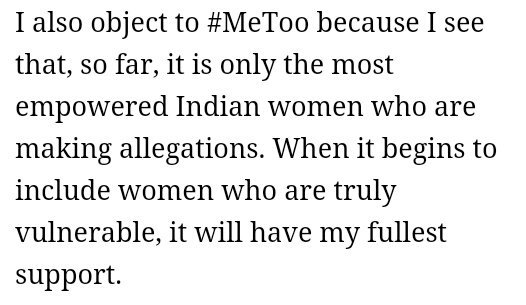 I also object to #MeToo because I see
that, so far, it is only the most
empowered Indian women who are
making allegations. When it begins to
include women who are truly
vulnerable, it will have my fullest
support.